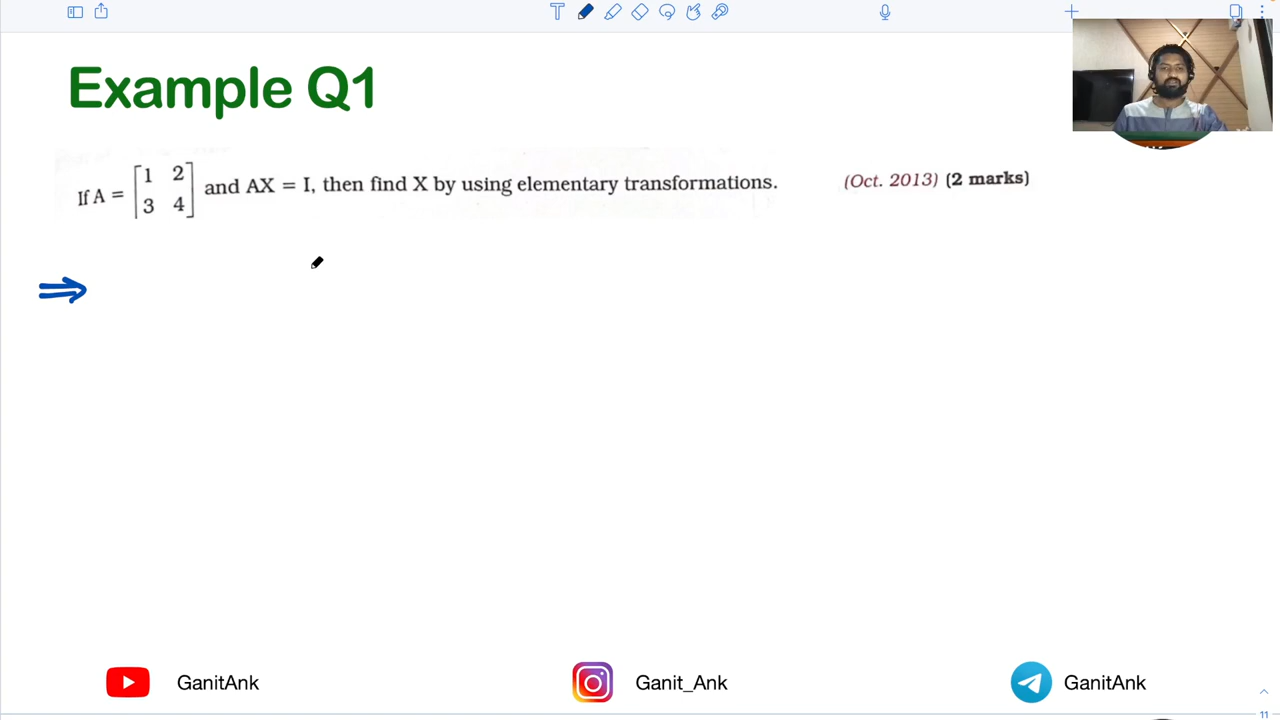 Example Q1
If A = [1 2 3 4] and AX = I, then find X by using elementary transformations. (Oct. 2013) (2 marks)
GanitAnk Ganit_Ank GanitAnk
11